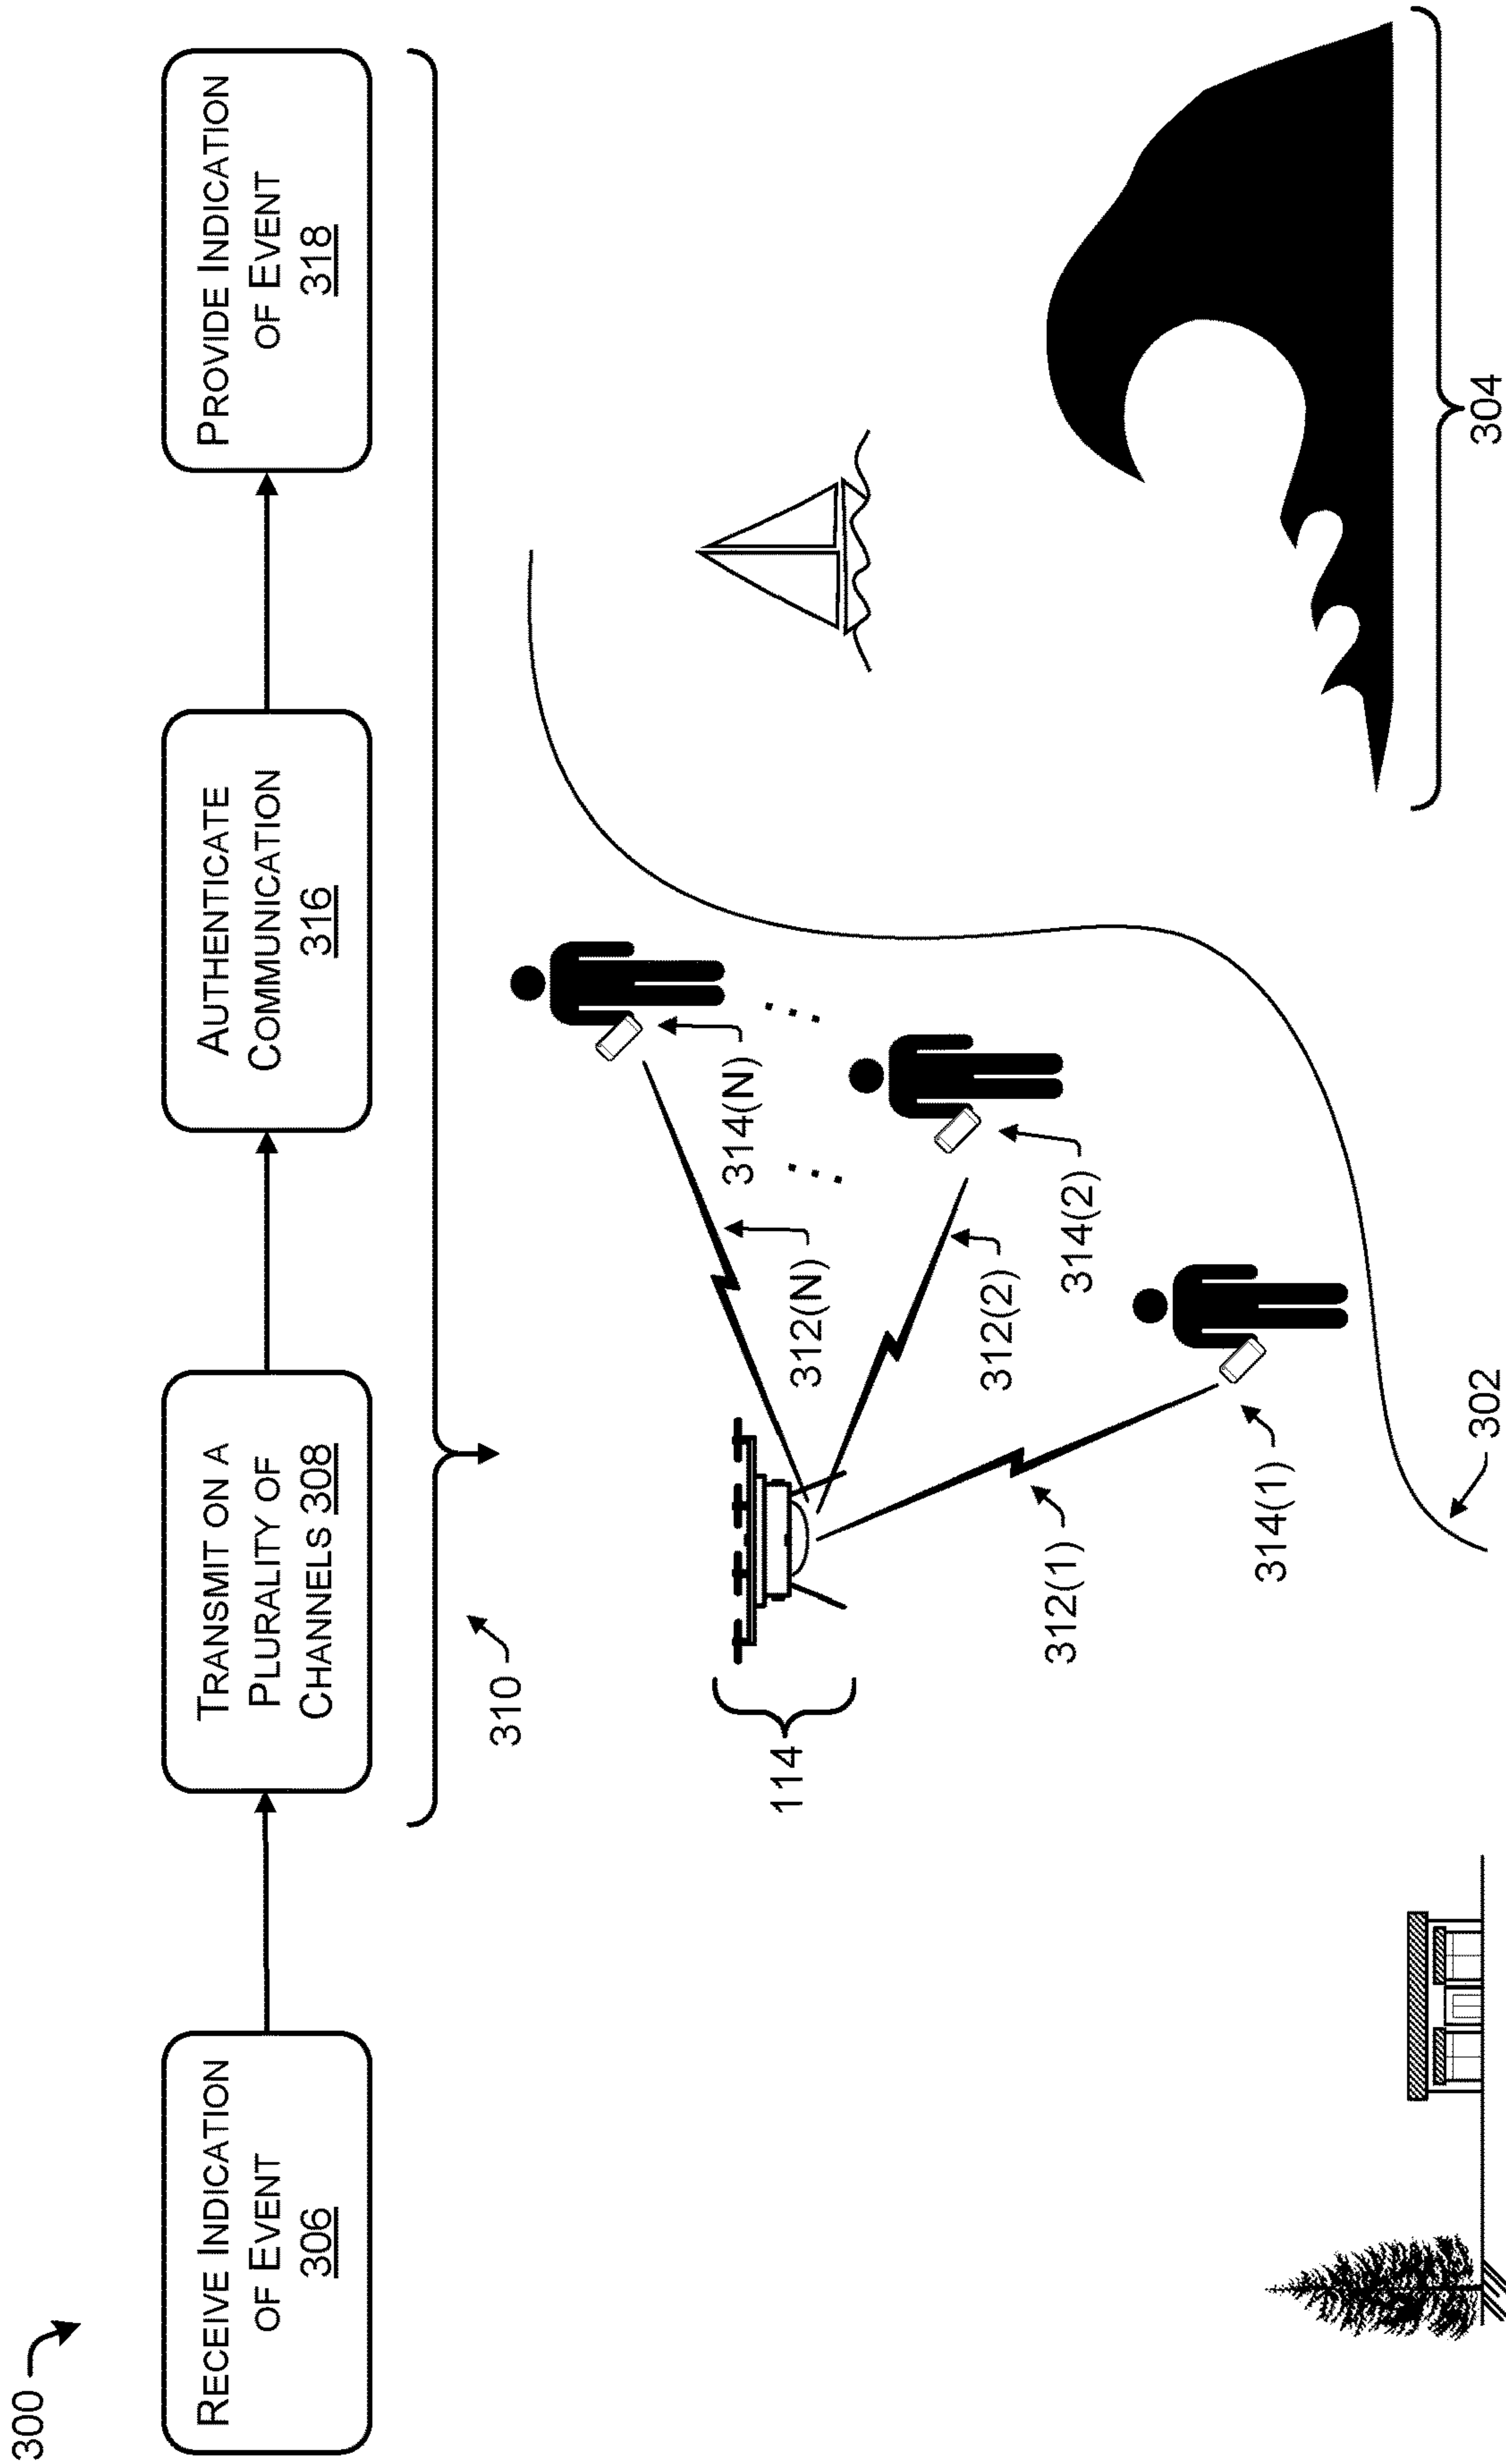 300
RECEIVE INDICATION
OF EVENT
306
TRANSMIT ON A
PLURALITY OF
CHANNELS 308
AUTHENTICATE
COMMUNICATION
316
PROVIDE INDICATION
OF EVENT
318
310
114
312(N)
314(N)
312(2)
314(2)
312(1)
314(1)
302
304